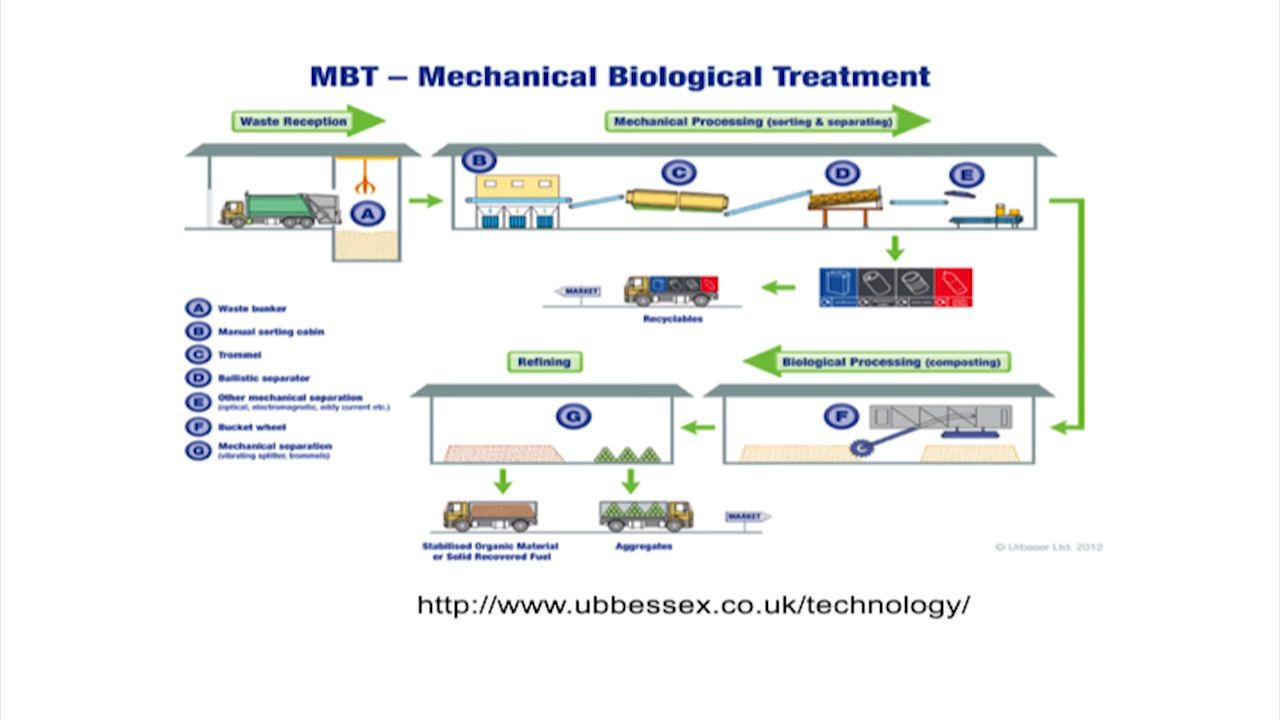 MBT – Mechanical Biological Treatment
Waste Reception
Mechanical Processing (sorting & separating)
A
B
C
D
E
MARKET
Recyclables
A Waste bunker
B Manual sorting cabin
C Trommel
D Ballistic separator
E Other mechanical separation
(optical, electromagnetic, eddy current etc.)
F Bucket wheel
G Mechanical separation
(vibrating splitter, trommels)
Refining
Biological Processing (composting)
G
F
MARKET
Stabilised Organic Material
or Solid Recovered Fuel
Aggregates
© Urbaser Ltd. 2012
http://www.ubbessex.co.uk/technology/